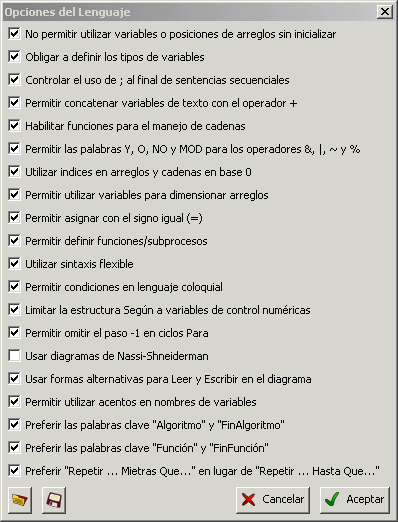 Opciones del Lenguaje
No permitir utilizar variables o posiciones de arreglos sin inicializar
Obligar a definir los tipos de variables
Controlar el uso de ; al final de sentencias secuenciales
Permitir concatenar variables de texto con el operador +
Habilitar funciones para el manejo de cadenas
Permitir las palabras Y, O, NO y MOD para los operadores &, |, ~ y %
Utilizar indices en arreglos y cadenas en base 0
Permitir utilizar variables para dimensionar arreglos
Permitir asignar con el signo igual (=)
Permitir definir funciones/subprocesos
Utilizar sintaxis flexible
Permitir condiciones en lenguaje coloquial
Limitar la estructura Según a variables de control numéricas
Permitir omitir el paso -1 en ciclos Para
Usar diagramas de Nassi-Shneiderman
Usar formas alternativas para Leer y Escribir en el diagrama
Permitir utilizar acentos en nombres de variables
Preferir las palabras clave "Algoritmo" y "FinAlgoritmo"
Preferir las palabras clave "Función" y "FinFunción"
Preferir "Repetir ... Mietras Que..." en lugar de "Repetir ... Hasta Que..."
Cancelar Aceptar